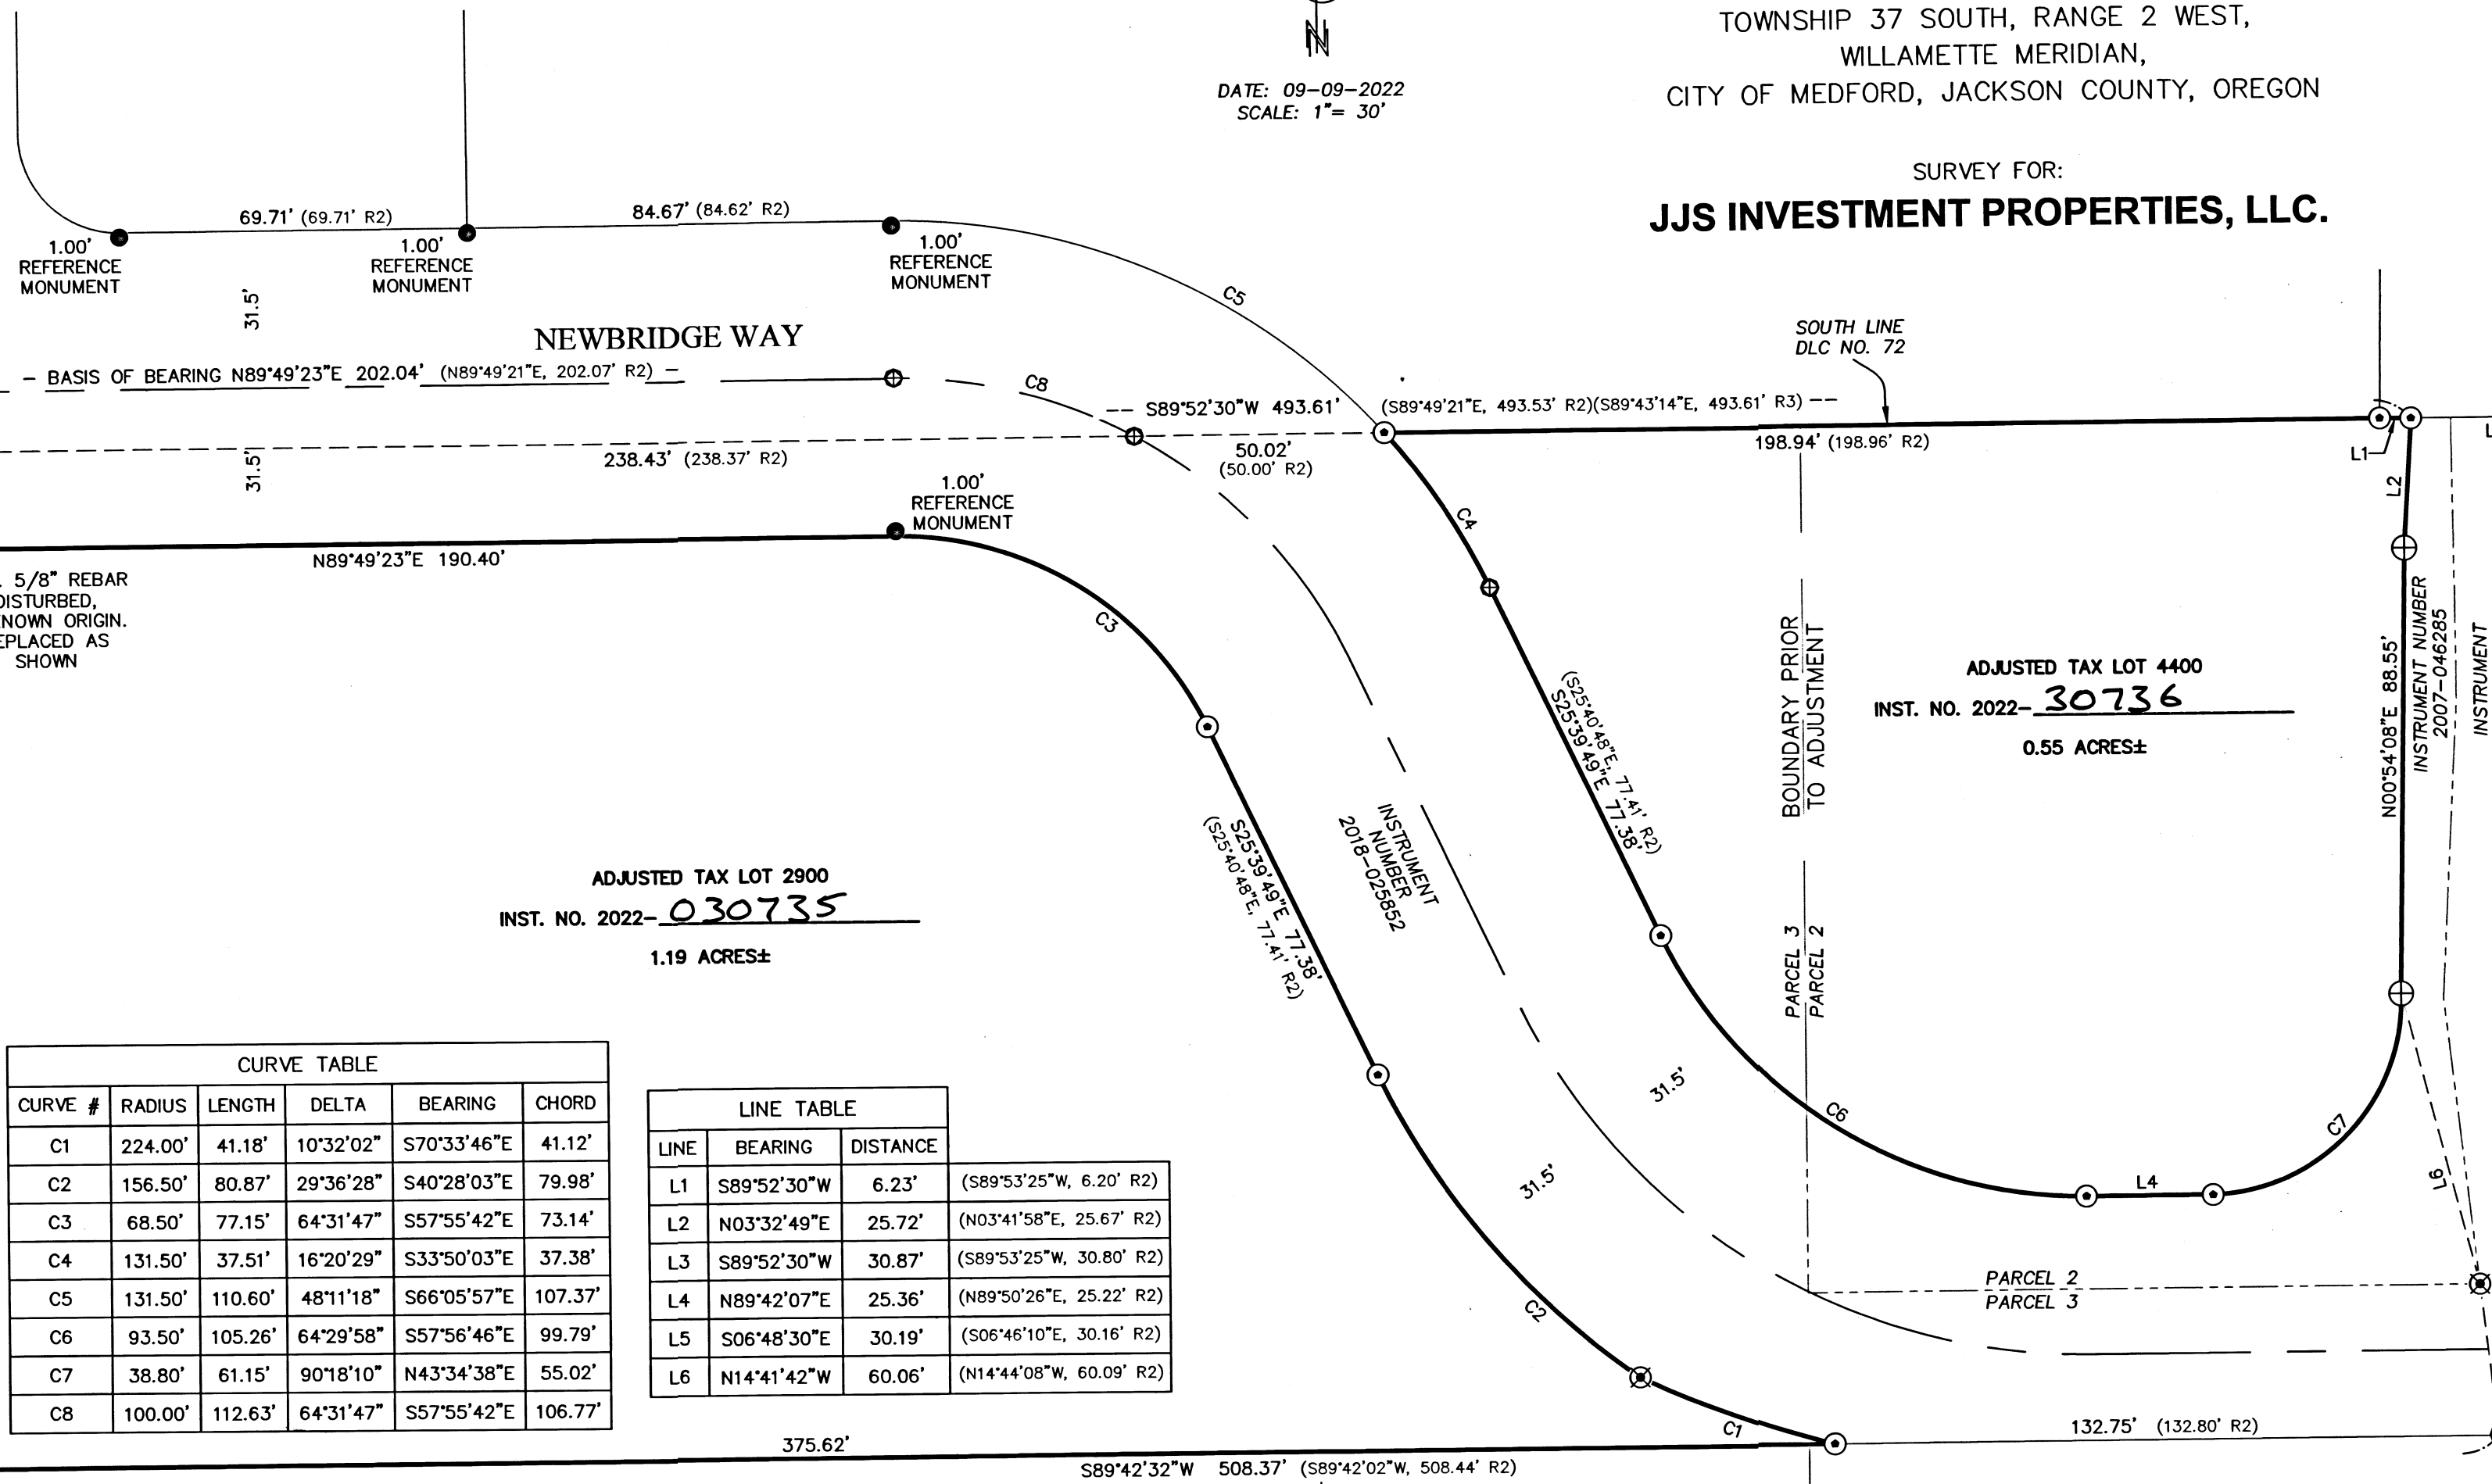 N
DATE: 09-09-2022
SCALE: 1"= 30'
TOWNSHIP 37 SOUTH, RANGE 2 WEST,
WILLAMETTE MERIDIAN,
CITY OF MEDFORD, JACKSON COUNTY, OREGON
SURVEY FOR:
JJS INVESTMENT PROPERTIES, LLC.
69.71' (69.71' R2)
84.67' (84.62' R2)
1.00'
REFERENCE
MONUMENT
1.00'
REFERENCE
MONUMENT
1.00'
REFERENCE
MONUMENT
31.5'
C5
NEWBRIDGE WAY
SOUTH LINE
DLC NO. 72
- BASIS OF BEARING N89°49'23"E 202.04' (N89°49'21"E, 202.07' R2) -
C8
-- S89°52'30"W 493.61' (S89°49'21"E, 493.53' R2)(S89°43'14"E, 493.61' R3) --
31.5'
238.43' (238.37' R2)
50.02'
(50.00' R2)
198.94' (198.96' R2)
L1
L
L2
1.00'
REFERENCE
MONUMENT
C4
N89°49'23"E 190.40'
5/8" REBAR
DISTURBED,
NOWN ORIGIN.
EPLACED AS
SHOWN
C3
BOUNDARY PRIOR
TO ADJUSTMENT
(S25°40'48"E, 77.41' R2)
S25°39'49"E 77.38'
ADJUSTED TAX LOT 4400
INST. NO. 2022-30736
0.55 ACRES±
N00°54'08"E 88.55'
INSTRUMENT NUMBER
2007-046285
INSTRUMENT
INSTRUMENT
NUMBER
2018-025852
S25°39'49"E 77.38'
(S25°40'48"E, 77.41' R2)
ADJUSTED TAX LOT 2900
INST. NO. 2022-030735
1.19 ACRES±
PARCEL 3
PARCEL 2
31.5'
C6
C7
L4
L6
31.5'
PARCEL 2
PARCEL 3
C2
C1
CURVE TABLE
CURVE # RADIUS LENGTH DELTA BEARING CHORD
C1 224.00' 41.18' 10°32'02" S70°33'46"E 41.12'
C2 156.50' 80.87' 29°36'28" S40°28'03"E 79.98'
C3 68.50' 77.15' 64°31'47" S57°55'42"E 73.14'
C4 131.50' 37.51' 16°20'29" S33°50'03"E 37.38'
C5 131.50' 110.60' 48°11'18" S66°05'57"E 107.37'
C6 93.50' 105.26' 64°29'58" S57°56'46"E 99.79'
C7 38.80' 61.15' 90°18'10" N43°34'38"E 55.02'
C8 100.00' 112.63' 64°31'47" S57°55'42"E 106.77'
LINE TABLE
LINE BEARING DISTANCE
L1 S89°52'30"W 6.23' (S89°53'25"W, 6.20' R2)
L2 N03°32'49"E 25.72' (N03°41'58"E, 25.67' R2)
L3 S89°52'30"W 30.87' (S89°53'25"W, 30.80' R2)
L4 N89°42'07"E 25.36' (N89°50'26"E, 25.22' R2)
L5 S06°48'30"E 30.19' (S06°46'10"E, 30.16' R2)
L6 N14°41'42"W 60.06' (N14°44'08"W, 60.09' R2)
375.62'
132.75' (132.80' R2)
S89°42'32"W 508.37' (S89°42'02"W, 508.44' R2)